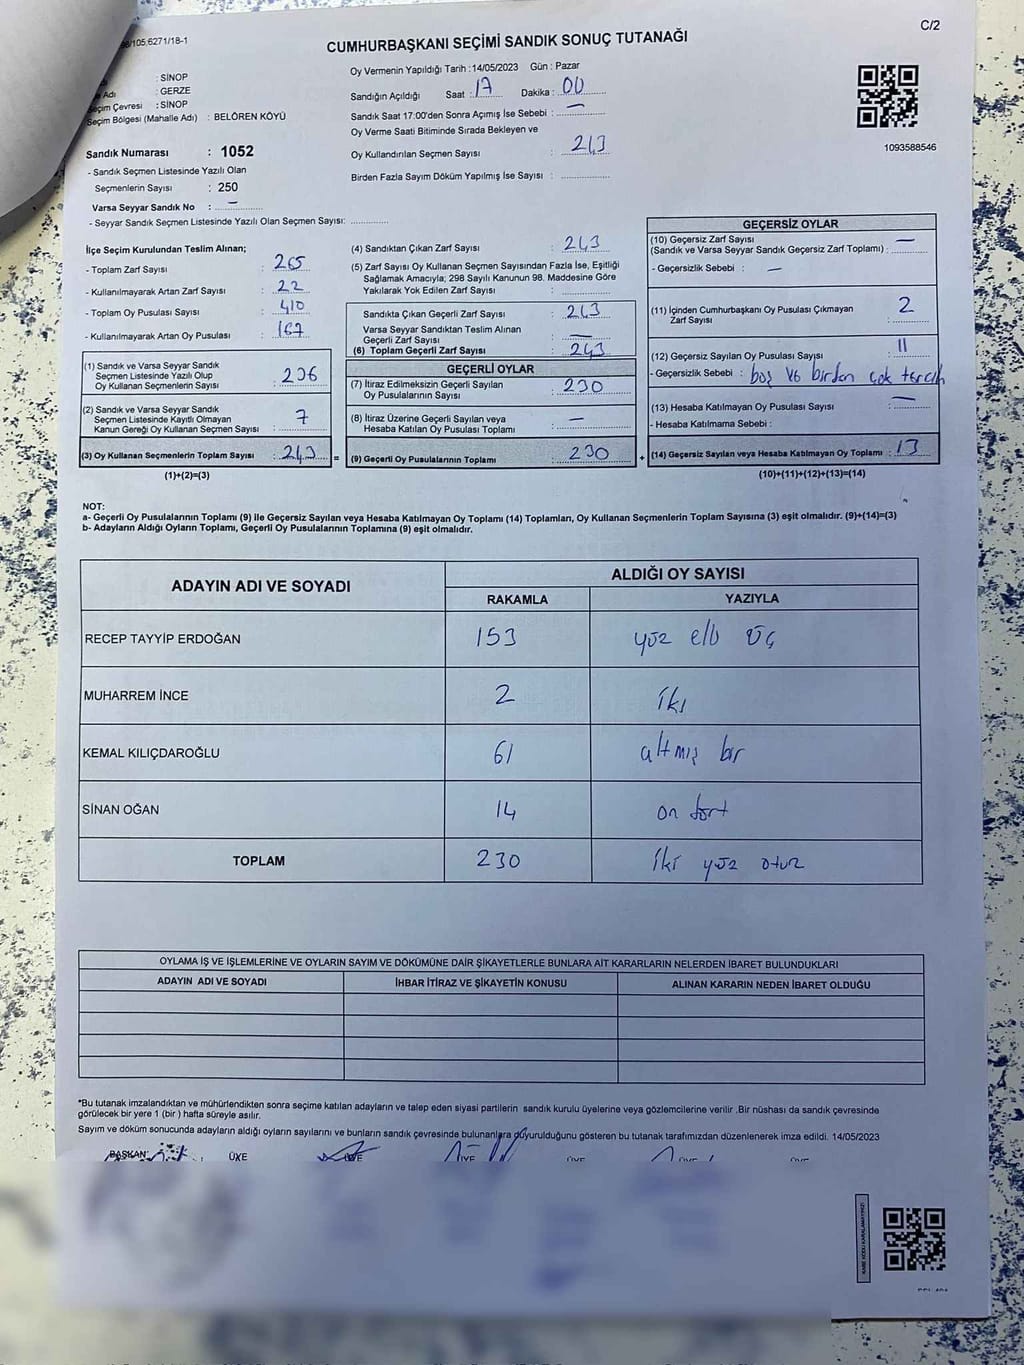 /105;6271/18-1
C/2
CUMHURBAŞKANI SEÇİMİ SANDIK SONUÇ TUTANAĞI
: SİNOP
Adı : GERZE
Seçim Çevresi : SİNOP
Seçim Bölgesi (Mahalle Adı) : BELÖREN KÖYÜ
Sandık Numarası : 1052
- Sandık Seçmen Listesinde Yazılı Olan
Seçmenlerin Sayısı : 250
Varsa Seyyar Sandık No : —
- Seyyar Sandık Seçmen Listesinde Yazılı Olan Seçmen Sayısı: ............
Oy Vermenin Yapıldığı Tarih :14/05/2023 Gün : Pazar
Sandığın Açıldığı Saat : 17 Dakika : 00
Sandık Saat 17:00'den Sonra Açımış İse Sebebi : —
Oy Verme Saati Bitiminde Sırada Bekleyen ve
Oy Kullandırılan Seçmen Sayısı : 243
Birden Fazla Sayım Döküm Yapılmış İse Sayısı : ............
1093588546
İlçe Seçim Kurulundan Teslim Alınan;
- Toplam Zarf Sayısı : 265
- Kullanılmayarak Artan Zarf Sayısı : 22
- Toplam Oy Pusulası Sayısı : 410
- Kullanılmayarak Artan Oy Pusulası : 167
(1) Sandık ve Varsa Seyyar Sandık
Seçmen Listesinde Yazılı Olup
Oy Kullanan Seçmenlerin Sayısı : 236
(2) Sandık ve Varsa Seyyar Sandık
Seçmen Listesinde Kayıtlı Olmayan
Kanun Gereği Oy Kullanan Seçmen Sayısı : 7
(3) Oy Kullanan Seçmenlerin Toplam Sayısı : 243 =
(1)+(2)=(3)
(4) Sandıktan Çıkan Zarf Sayısı : 243
(5) Zarf Sayısı Oy Kullanan Seçmen Sayısından Fazla İse, Eşitliği
Sağlamak Amacıyla; 298 Sayılı Kanunun 98. Maddesine Göre
Yakılarak Yok Edilen Zarf Sayısı : ............
Sandıkta Çıkan Geçerli Zarf Sayısı : 243
Varsa Seyyar Sandıktan Teslim Alınan
Geçerli Zarf Sayısı : —
(6) Toplam Geçerli Zarf Sayısı : 243
GEÇERLİ OYLAR
(7) İtiraz Edilmeksizin Geçerli Sayılan
Oy Pusulasının Sayısı : 230
(8) İtiraz Üzerine Geçerli Sayılan veya
Hesaba Katılan Oy Pusulası Toplamı : —
(9) Geçerli Oy Pusulalarının Toplamı : 230 +
GEÇERSİZ OYLAR
(10) Geçersiz Zarf Sayısı
(Sandık ve Varsa Seyyar Sandık Geçersiz Zarf Toplamı) : —
- Geçersizlik Sebebi : —
(11) İçinden Cumhurbaşkanı Oy Pusulası Çıkmayan
Zarf Sayısı : 2
(12) Geçersiz Sayılan Oy Pusulası Sayısı : 11
- Geçersizlik Sebebi : boş ve birden çok tercih
(13) Hesaba Katılmayan Oy Pusulası Sayısı : —
- Hesaba Katılmama Sebebi :
(14) Geçersiz Sayılan veya Hesaba Katılmayan Oy Toplamı : 13
(10)+(11)+(12)+(13)=(14)
NOT:
a- Geçerli Oy Pusulalarının Toplamı (9) ile Geçersiz Sayılan veya Hesaba Katılmayan Oy Toplamı (14) Toplamları, Oy Kullanan Seçmenlerin Toplam Sayısına (3) eşit olmalıdır. (9)+(14)=(3)
b- Adayların Aldığı Oyların Toplamı, Geçerli Oy Pusulalarının Toplamına (9) eşit olmalıdır.
ADAYIN ADI VE SOYADI ALDIĞI OY SAYISI
RAKAMLA YAZIYLA
RECEP TAYYİP ERDOĞAN 153 yüz elli üç
MUHARREM İNCE 2 iki
KEMAL KILIÇDAROĞLU 61 altmış bir
SİNAN OĞAN 14 on dört
TOPLAM 230 iki yüz otuz
OYLAMA İŞ VE İŞLEMLERİNE VE OYLARIN SAYIM VE DÖKÜMÜNE DAİR ŞİKAYETLERLE BUNLARA AİT KARARLARIN NELERDEN İBARET BULUNDUKLARI
ADAYIN ADI VE SOYADI İHBAR İTİRAZ VE ŞİKAYETİN KONUSU ALINAN KARARIN NEDEN İBARET OLDUĞU
*Bu tutanak imzalandıktan ve mühürlendikten sonra seçime katılan adayların ve talep eden siyasi partilerin sandık kurulu üyelerine veya gözlemcilerine verilir .Bir nüshası da sandık çevresinde
görülecek bir yere 1 (bir ) hafta süreyle asılır.
Sayım ve döküm sonucunda adayların aldığı oyların sayılarını ve bunların sandık çevresinde bulunanlara duyurulduğunu gösteren bu tutanak tarafımızdan düzenlenerek imza edildi. 14/05/2023
BAŞKAN ÜYE ÜYE ÜYE ÜYE ÜYE ÜYE